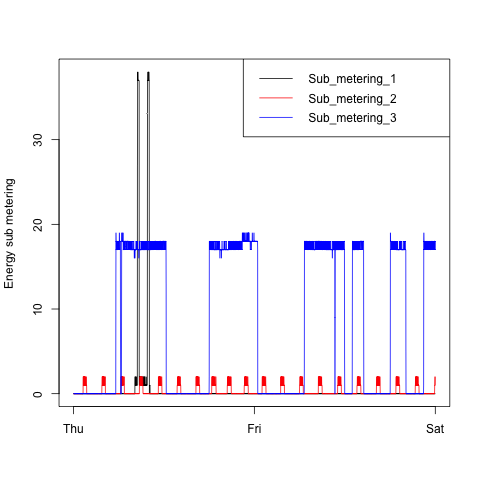 Sub_metering_1
Sub_metering_2
Sub_metering_3
Energy sub metering
30
20
10
0
Thu
Fri
Sat